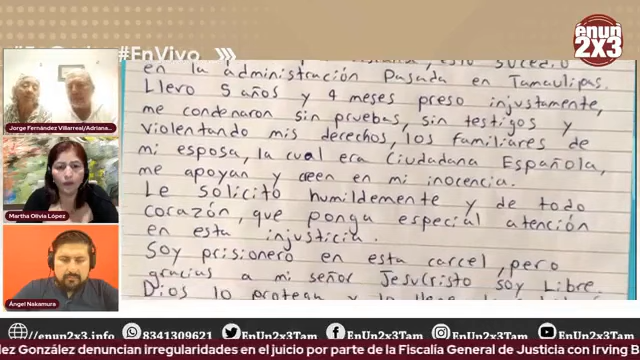 #EnVivo
énun
2x3
en la administración pasada en Tamaulipas.
Llevo 5 años y 4 meses preso injustamente,
me condenaron sin pruebas, sin testigos y
violentando mis derechos, los familiares de
mi esposa, la cual era Ciudadana Española,
me apoyan y creen en mi inocencia.
Le solicito humildemente y de todo
corazón, que ponga especial atención
en esta injusticia.
Soy prisionero en esta carcel, pero
gracias a mi señor Jesucristo soy Libre.
Dios lo
Jorge Fernández Villarreal/Adriana...
Martha Olivia López
Ángel Nakamura
//enun2x3.info
8341309621
EnUn2x3Tam
EnUn2x3Tam
EnUn2x3Tam
ez González denuncian irregularidades en el juicio por parte de la Fiscalía General de Justicia con Irving B